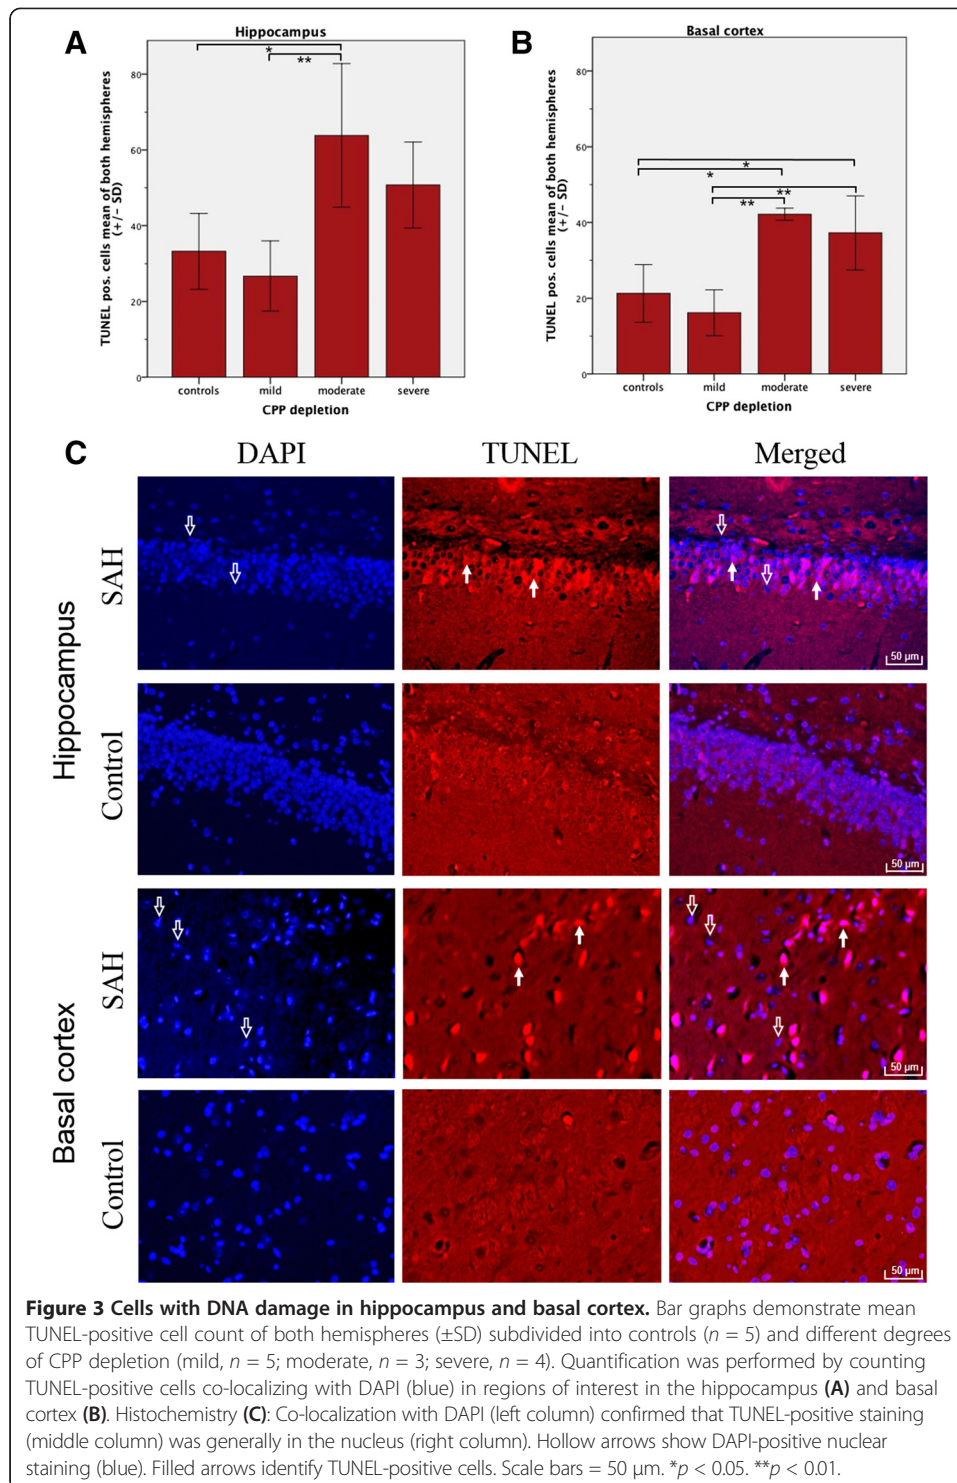 A
Hippocampus
*
**
TUNEL pos. cells mean of both hemispheres
(+/− SD)
80
60
40
20
0
controls mild moderate severe
CPP depletion
B
Basal cortex
*
*
**
**
TUNEL pos. cells mean of both hemispheres
(+/− SD)
80
60
40
20
0
controls mild moderate severe
CPP depletion
C
DAPI TUNEL Merged
Hippocampus
SAH
50 µm
Control
50 µm
Basal cortex
SAH
50 µm
Control
50 µm
Figure 3 Cells with DNA damage in hippocampus and basal cortex. Bar graphs demonstrate mean
TUNEL-positive cell count of both hemispheres (±SD) subdivided into controls (n = 5) and different degrees
of CPP depletion (mild, n = 5; moderate, n = 3; severe, n = 4). Quantification was performed by counting
TUNEL-positive cells co-localizing with DAPI (blue) in regions of interest in the hippocampus (A) and basal
cortex (B). Histochemistry (C): Co-localization with DAPI (left column) confirmed that TUNEL-positive staining
(middle column) was generally in the nucleus (right column). Hollow arrows show DAPI-positive nuclear
staining (blue). Filled arrows identify TUNEL-positive cells. Scale bars = 50 µm. *p < 0.05. **p < 0.01.